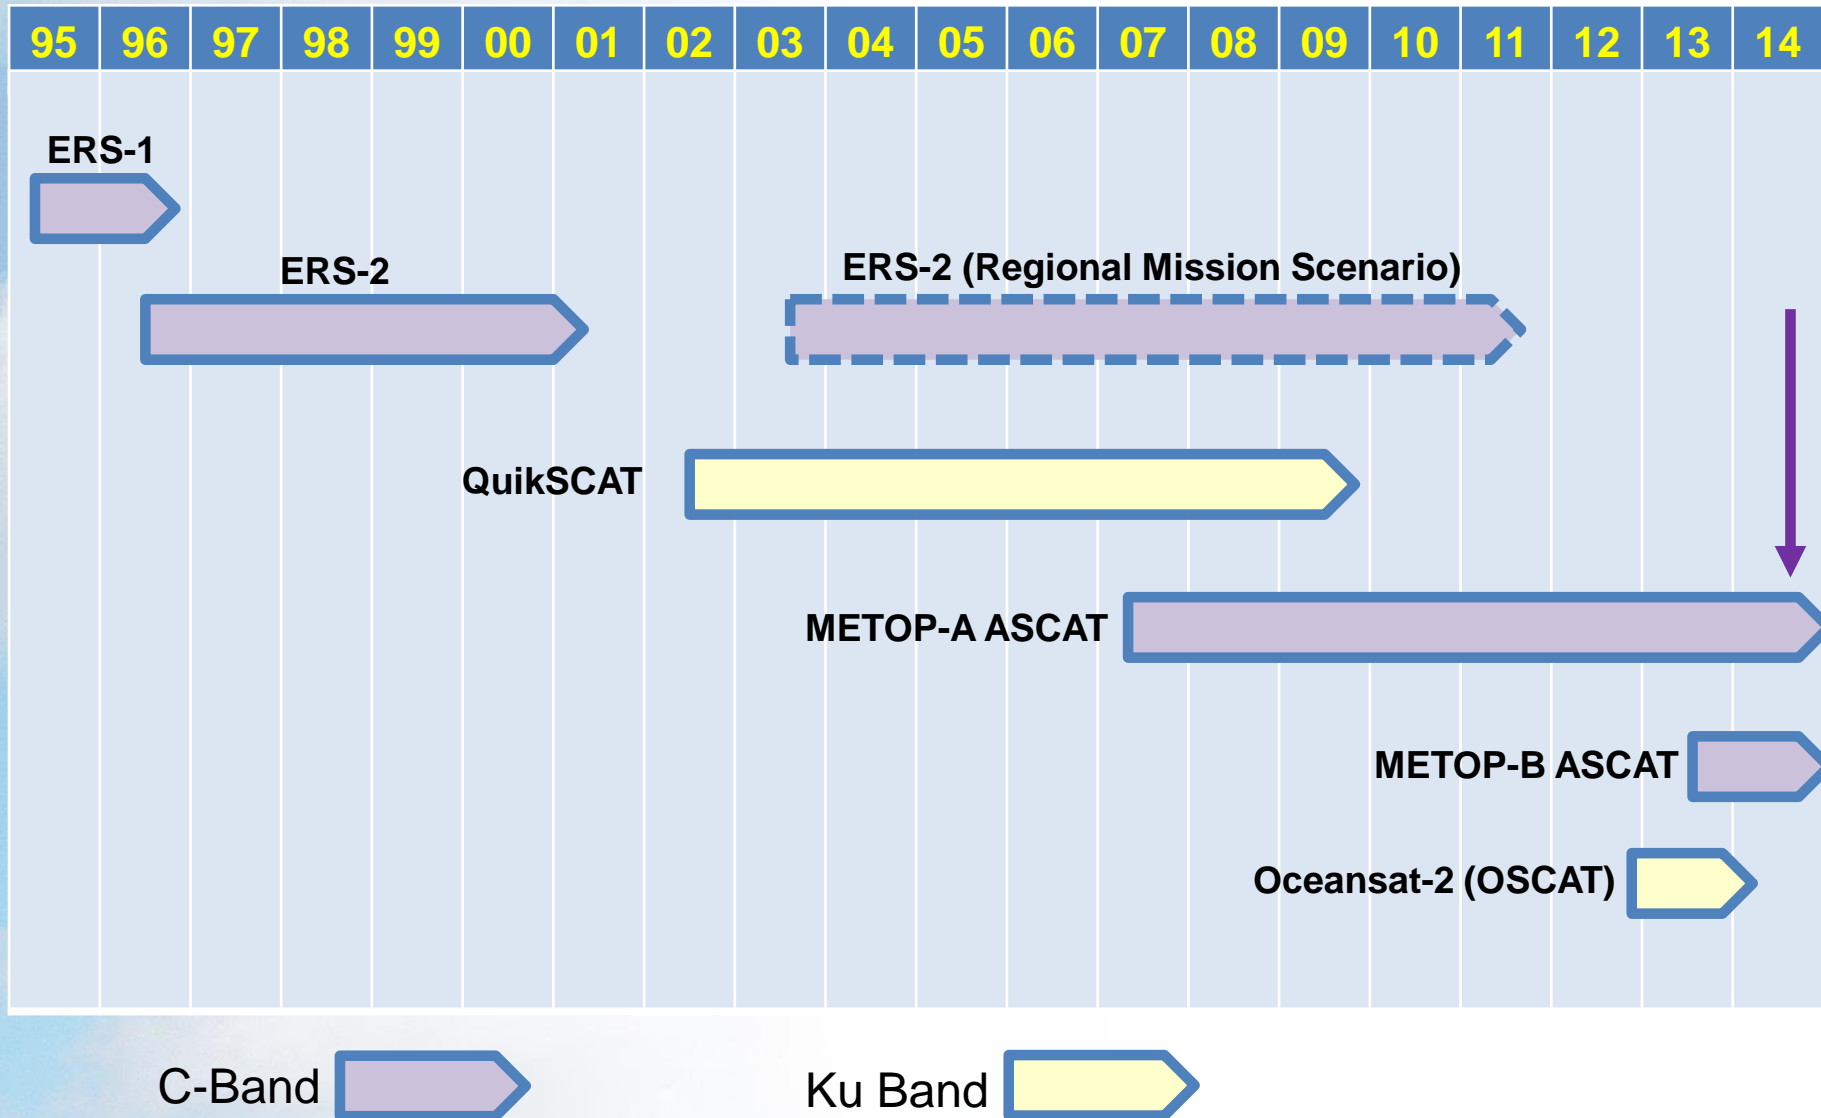 95 96 97 98 99 00 01 02 03 04 05 06 07 08 09 10 11 12 13 14
ERS-1
ERS-2
ERS-2 (Regional Mission Scenario)
QuikSCAT
METOP-A ASCAT
METOP-B ASCAT
Oceansat-2 (OSCAT)
C-Band
Ku Band